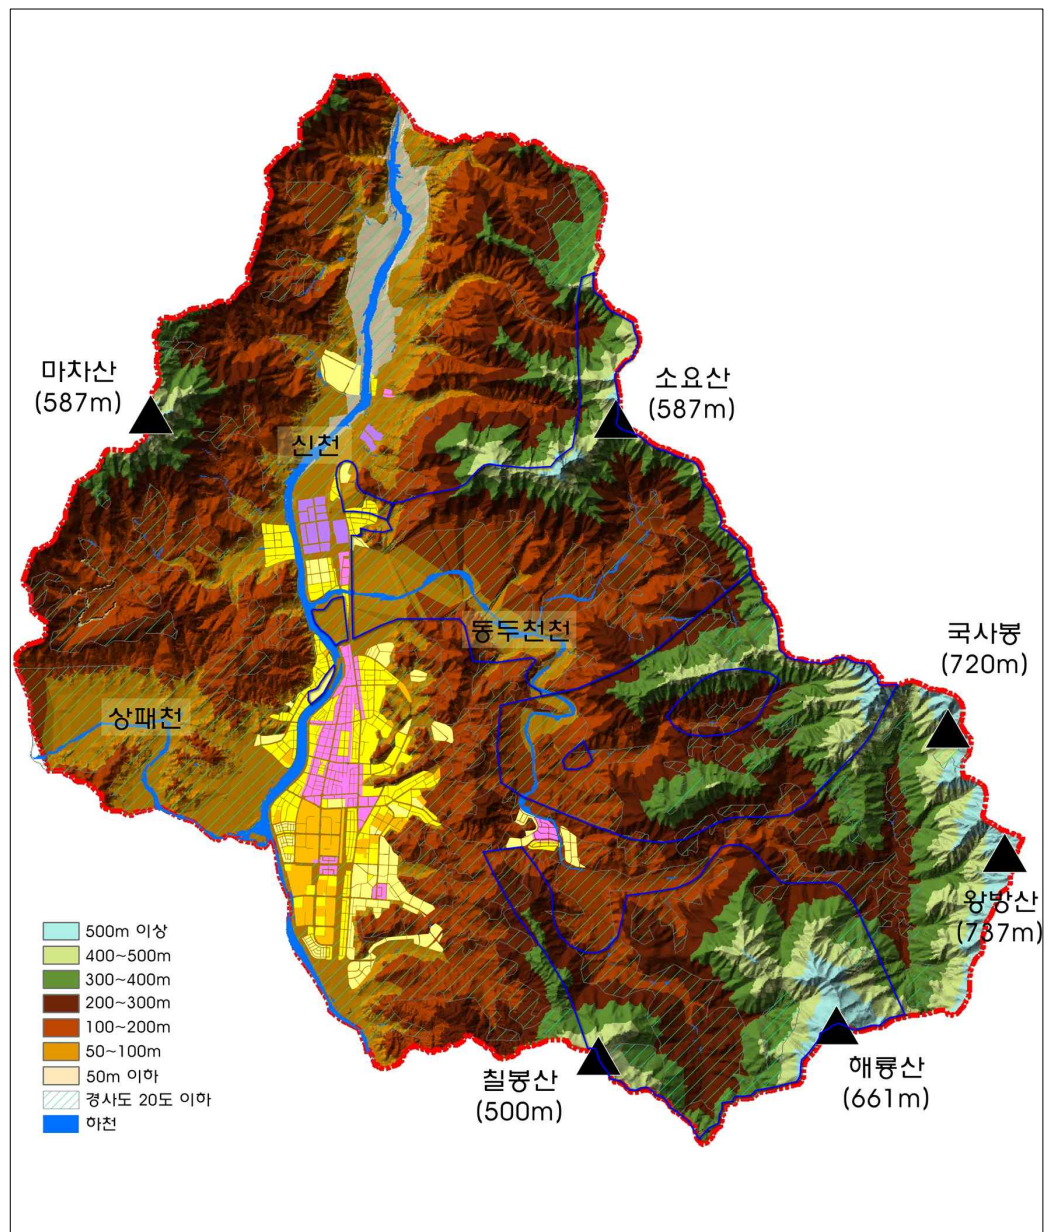 마차산
(587m)
소요산
(587m)
신천
동두천천
국사봉
(720m)
상패천
왕방산
(737m)
500m 이상
400~500m
300~400m
200~300m
100~200m
50~100m
50m 이하
경사도 20도 이하
하천
칠봉산
(500m)
해룡산
(661m)